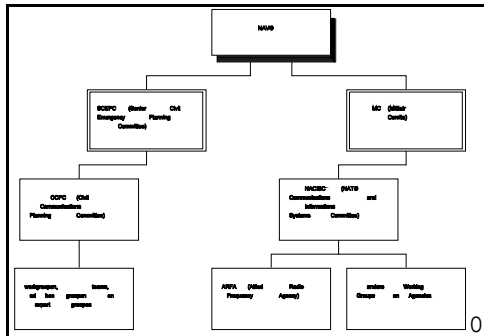 NAVO
SCEPC (Senior Civil
Emergency Planning
Committee)
MC (Militair
Comite)
CCPC (Civil
Communications
Planning Committee)
NACISC (NATO
Communications and
Informations
Systems Committee)
werkgroepen, teams,
ad hoc groepen en
expert groepen
ARFA (Allied Radio
Frequency Agency)
andere Working
Groups en Agencies
0